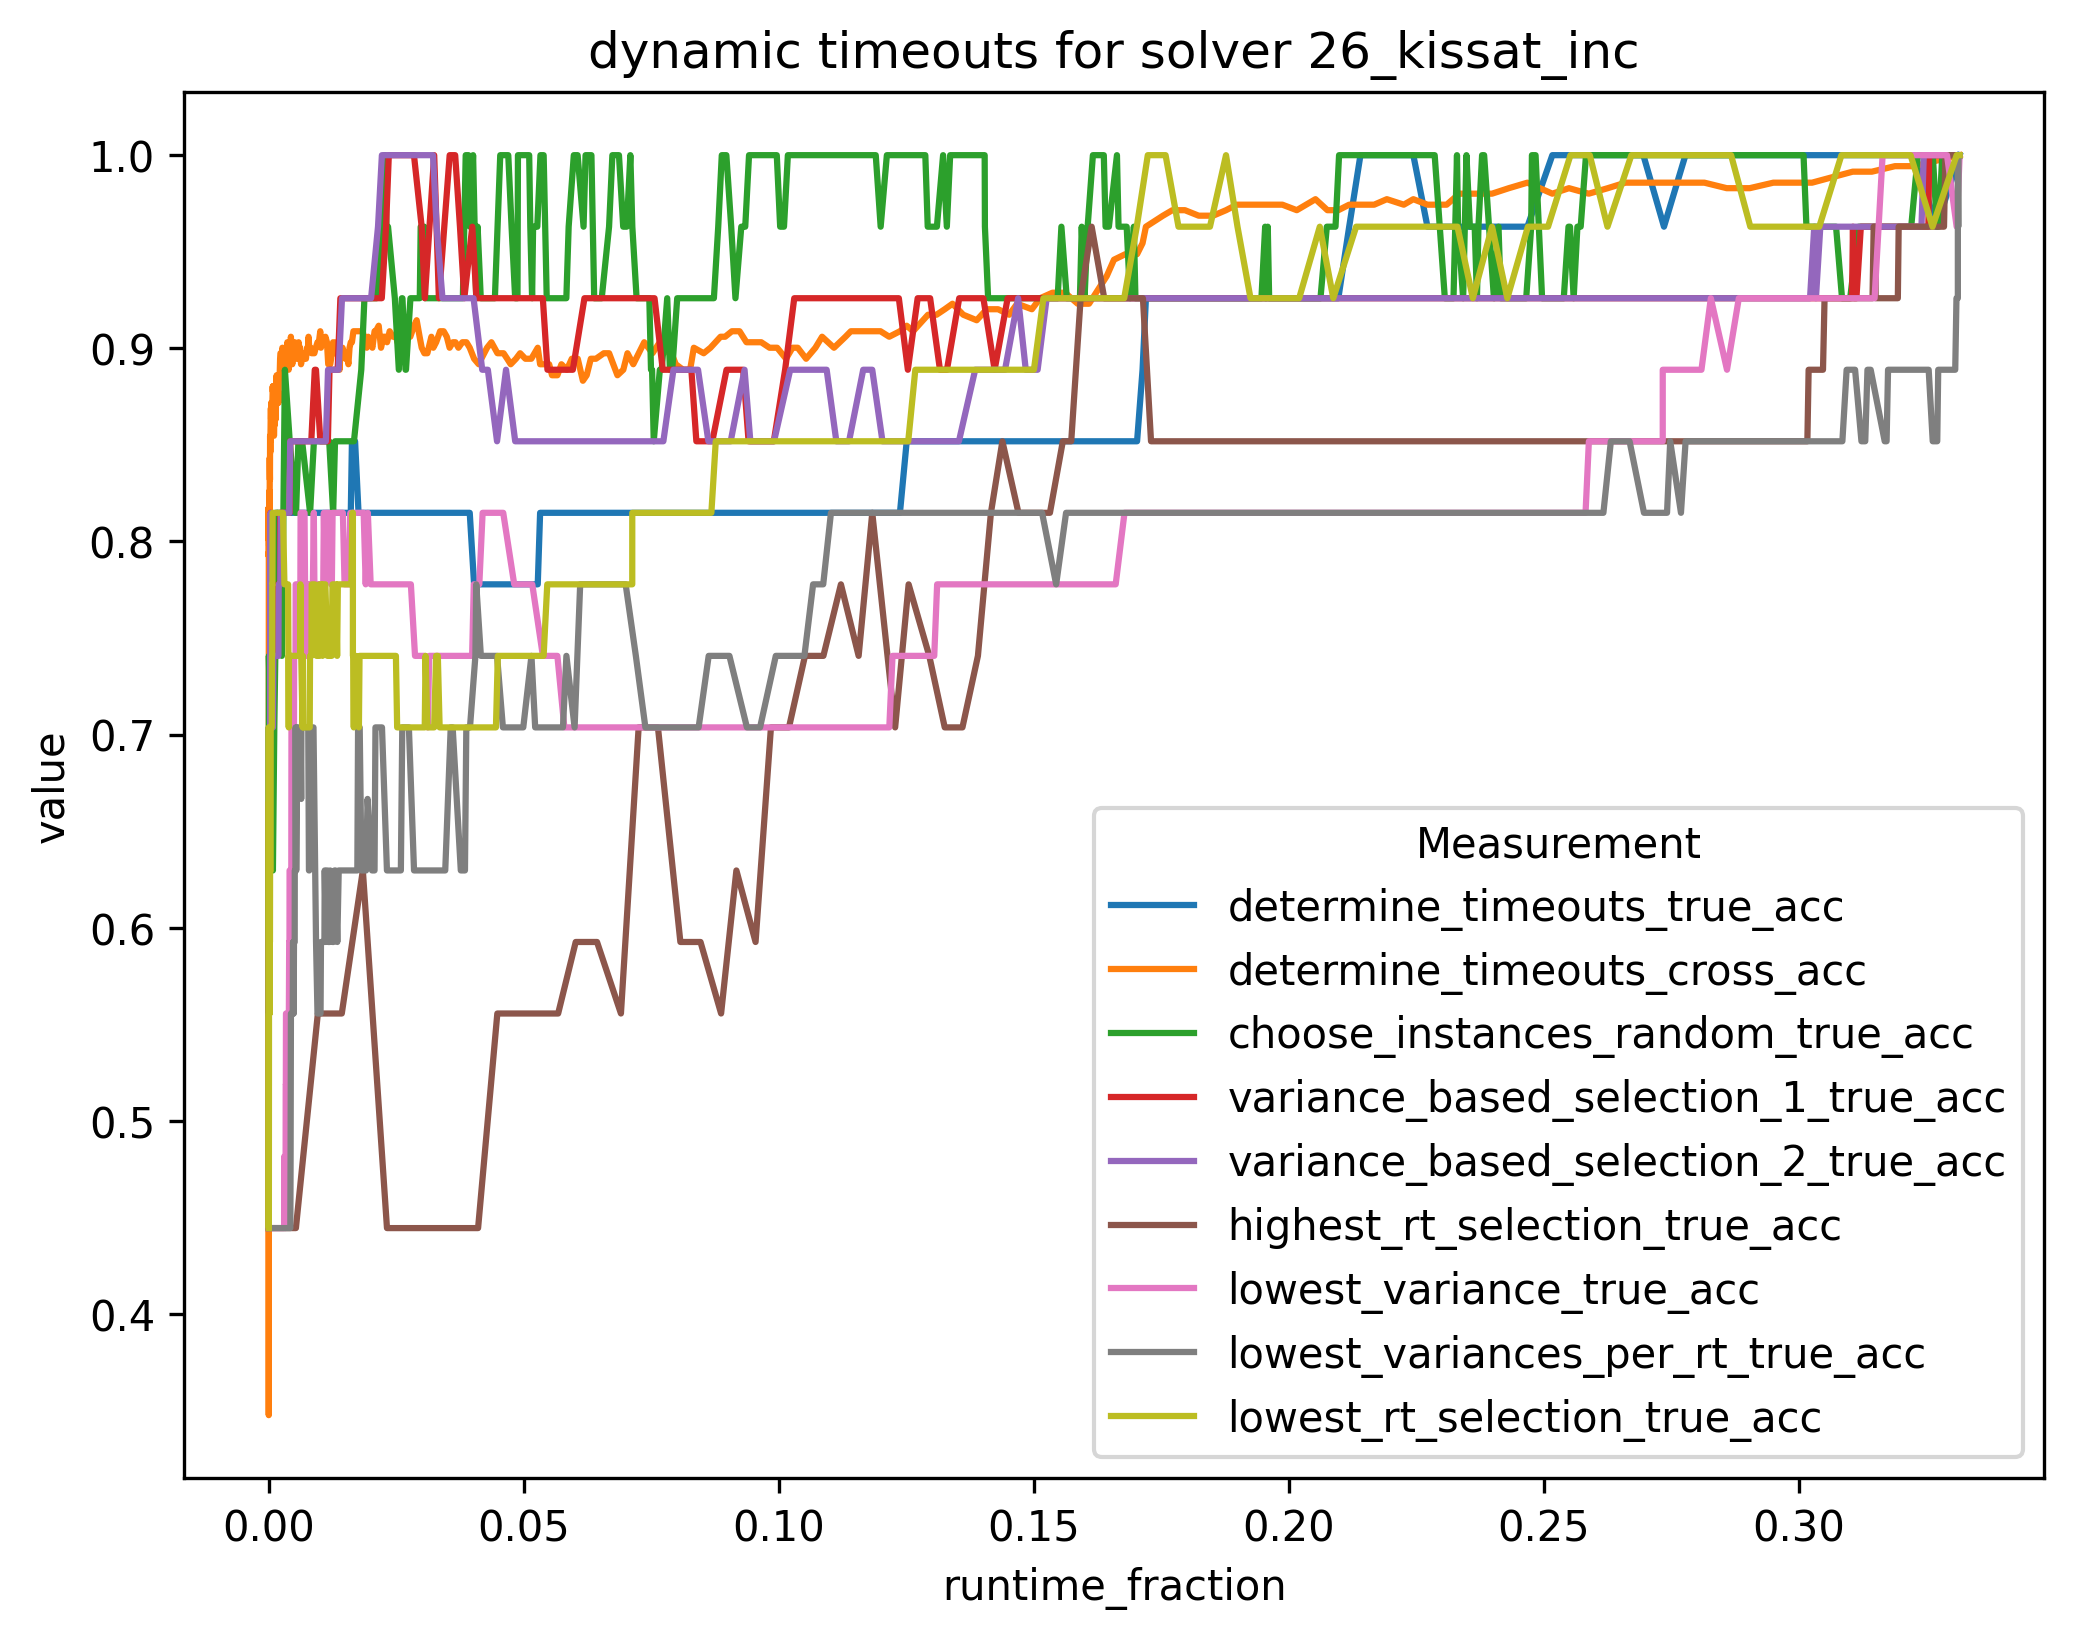 dynamic timeouts for solver 26_kissat_inc
1.0
0.9
0.8
0.7
0.6
0.5
0.4
value
Measurement
determine_timeouts_true_acc
determine_timeouts_cross_acc
choose_instances_random_true_acc
variance_based_selection_1_true_acc
variance_based_selection_2_true_acc
highest_rt_selection_true_acc
lowest_variance_true_acc
lowest_variances_per_rt_true_acc
lowest_rt_selection_true_acc
0.00 0.05 0.10 0.15 0.20 0.25 0.30
runtime_fraction